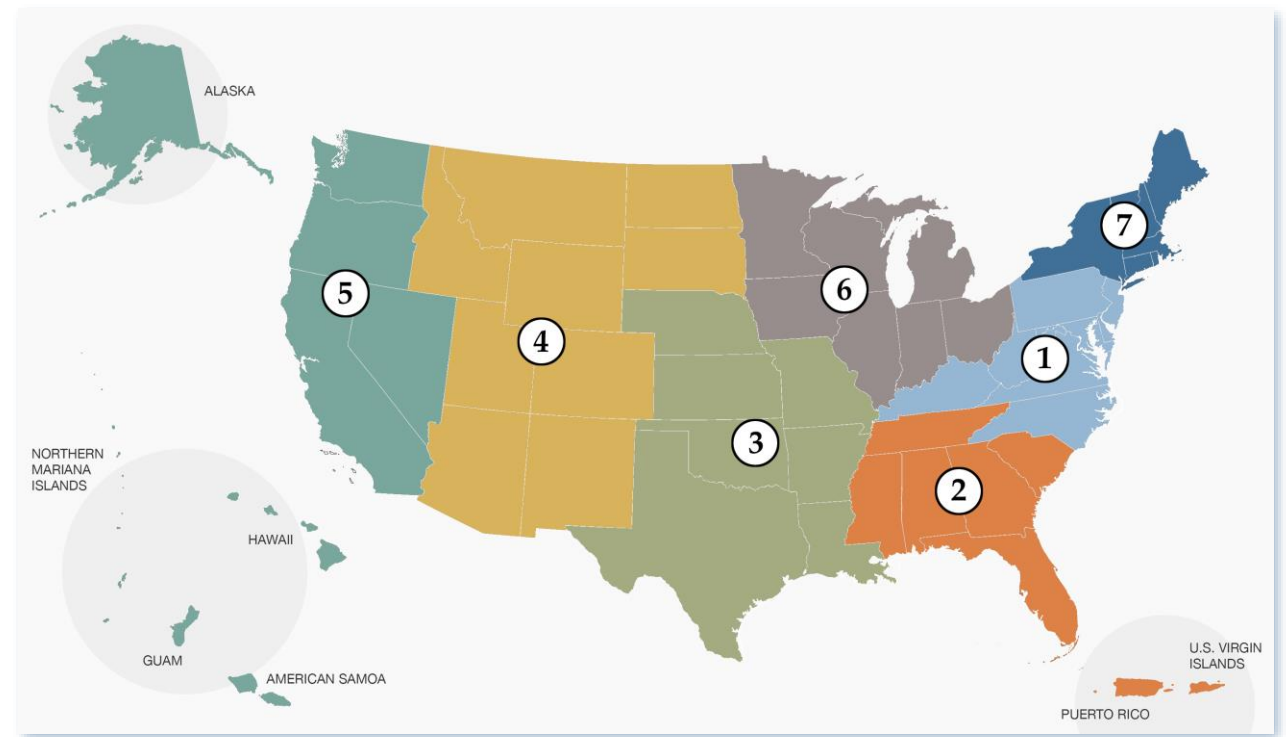 ALASKA
7
5
6
4
1
3
NORTHERN
MARIANA
ISLANDS
2
HAWAII
GUAM
AMERICAN SAMOA
U.S. VIRGIN
ISLANDS
PUERTO RICO